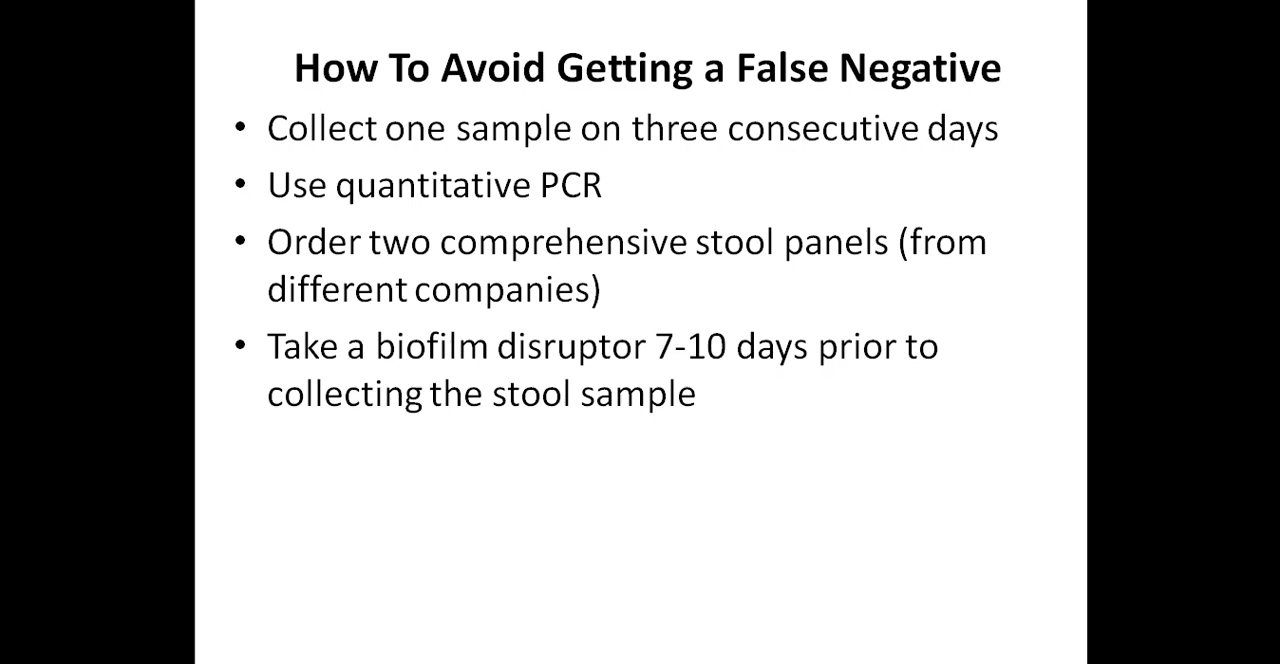 How To Avoid Getting a False Negative
• Collect one sample on three consecutive days
• Use quantitative PCR
• Order two comprehensive stool panels (from
different companies)
• Take a biofilm disruptor 7-10 days prior to
collecting the stool sample